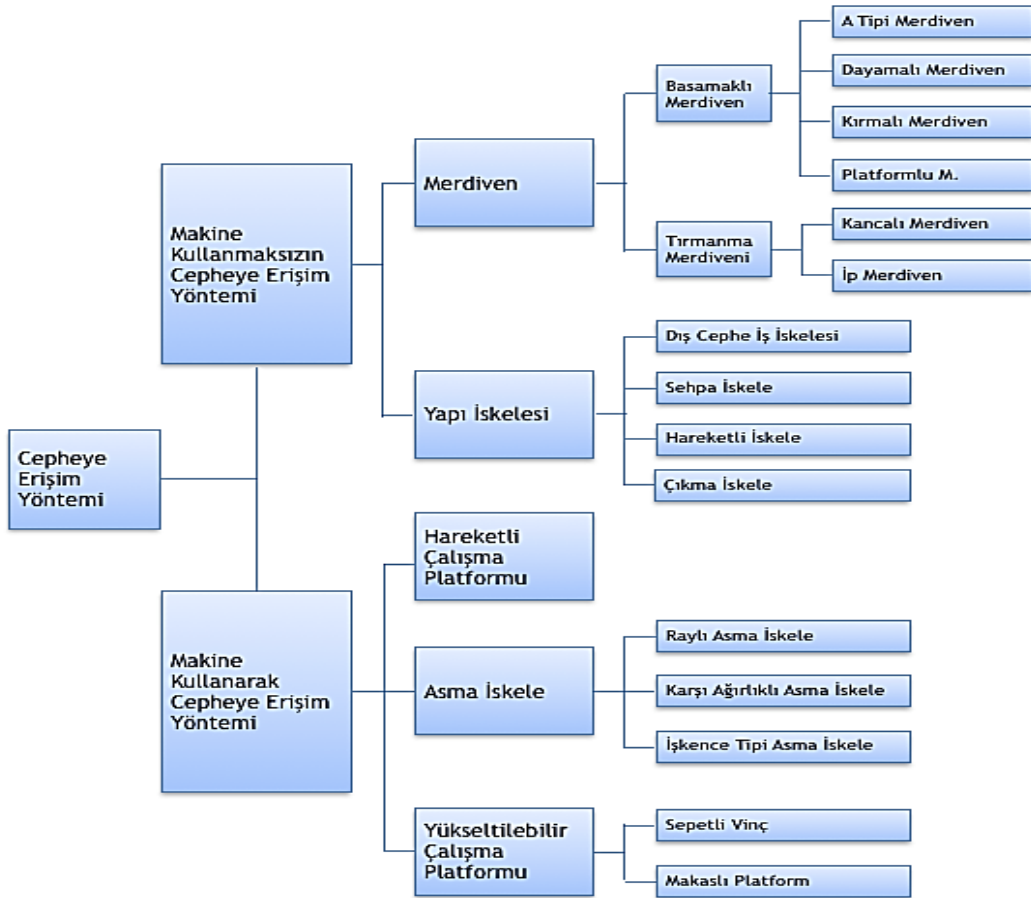 Cepheye
Erişim
Yöntemi
Makine
Kullanmaksızın
Cepheye Erişim
Yöntemi
Merdiven
Basamaklı
Merdiven
A Tipi Merdiven
Dayamalı Merdiven
Kırmalı Merdiven
Platformlu M.
Tırmanma
Merdiveni
Kancalı Merdiven
İp Merdiven
Yapı İskelesi
Dış Cephe İş İskelesi
Sehpa İskele
Hareketli İskele
Çıkma İskele
Makine
Kullanarak
Cepheye Erişim
Yöntemi
Hareketli
Çalışma
Platformu
Asma İskele
Raylı Asma İskele
Karşı Ağırlıklı Asma İskele
İşkence Tipi Asma İskele
Yükseltilebilir
Çalışma
Platformu
Sepetli Vinç
Makaslı Platform